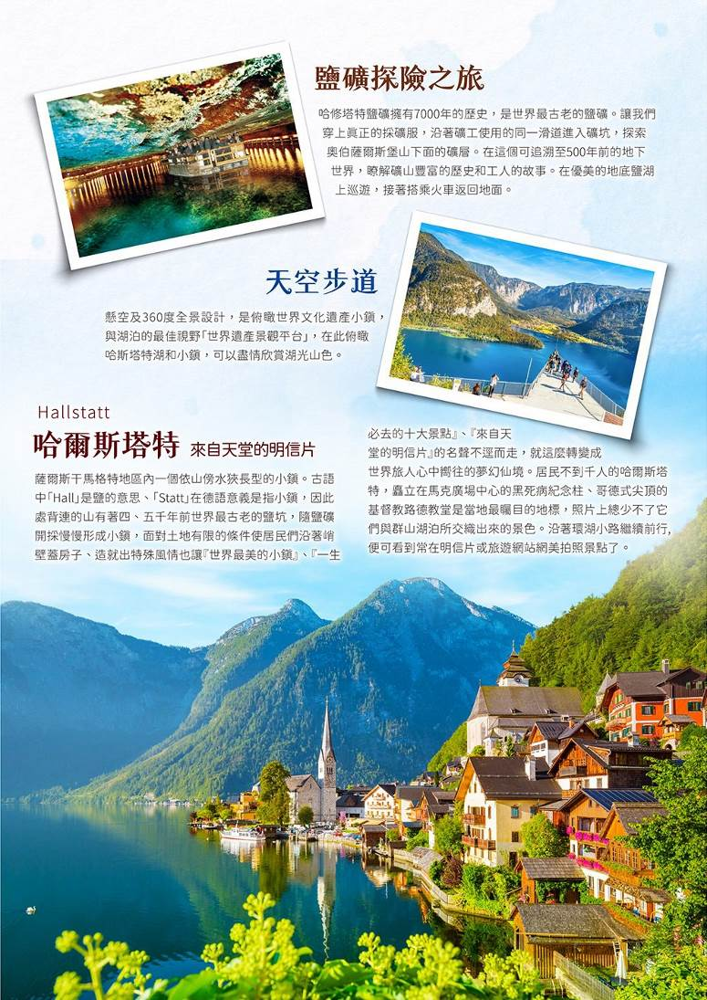 鹽礦探險之旅
哈修塔特鹽礦擁有7000年的歷史，是世界最古老的鹽礦。讓我們
穿上真正的採礦服，沿著礦工使用的同一滑道進入礦坑，探索
奧伯薩爾斯堡山下面的礦層。在這個可追溯至500年前的地下
世界，瞭解礦山豐富的歷史和工人的故事。在優美的地底鹽湖
上巡遊，接著搭乘火車返回地面。
天空步道
懸空及360度全景設計，是俯瞰世界文化遺產小鎮，
與湖泊的最佳視野「世界遺產景觀平台」，在此俯瞰
哈斯塔特湖和小鎮，可以盡情欣賞湖光山色。
Hallstatt
哈爾斯塔特 來自天堂的明信片
薩爾斯干馬格特地區內一個依山傍水狹長型的小鎮。古語
中「Hall」是鹽的意思、「Statt」在德語意義是指小鎮，因此
處背連的山有著四、五千年前世界最古老的鹽坑，隨鹽礦
開採慢慢形成小鎮，面對土地有限的條件使居民們沿著峭
壁蓋房子、造就出特殊風情也讓『世界最美的小鎮』、『一生
必去的十大景點』、『來自天
堂的明信片』的名聲不逕而走，就這麼轉變成
世界旅人心中嚮往的夢幻仙境。居民不到千人的哈爾斯塔
特，矗立在馬克廣場中心的黑死病紀念柱、哥德式尖頂的
基督教路德教堂是當地最矚目的地標，照片上總少不了它
們與群山湖泊所交織出來的景色。沿著環湖小路繼續前行,
便可看到常在明信片或旅遊網站網美拍照景點了。